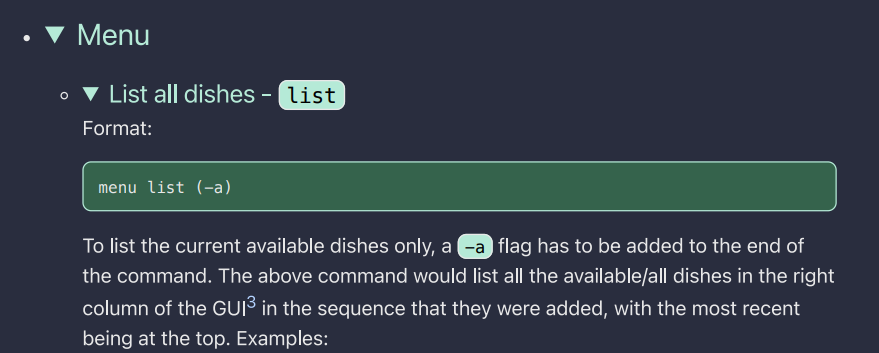 Menu
List all dishes - list
Format:
menu list (-a)
To list the current available dishes only, a -a flag has to be added to the end of
the command. The above command would list all the available/all dishes in the right
column of the GUI3 in the sequence that they were added, with the most recent
being at the top. Examples: